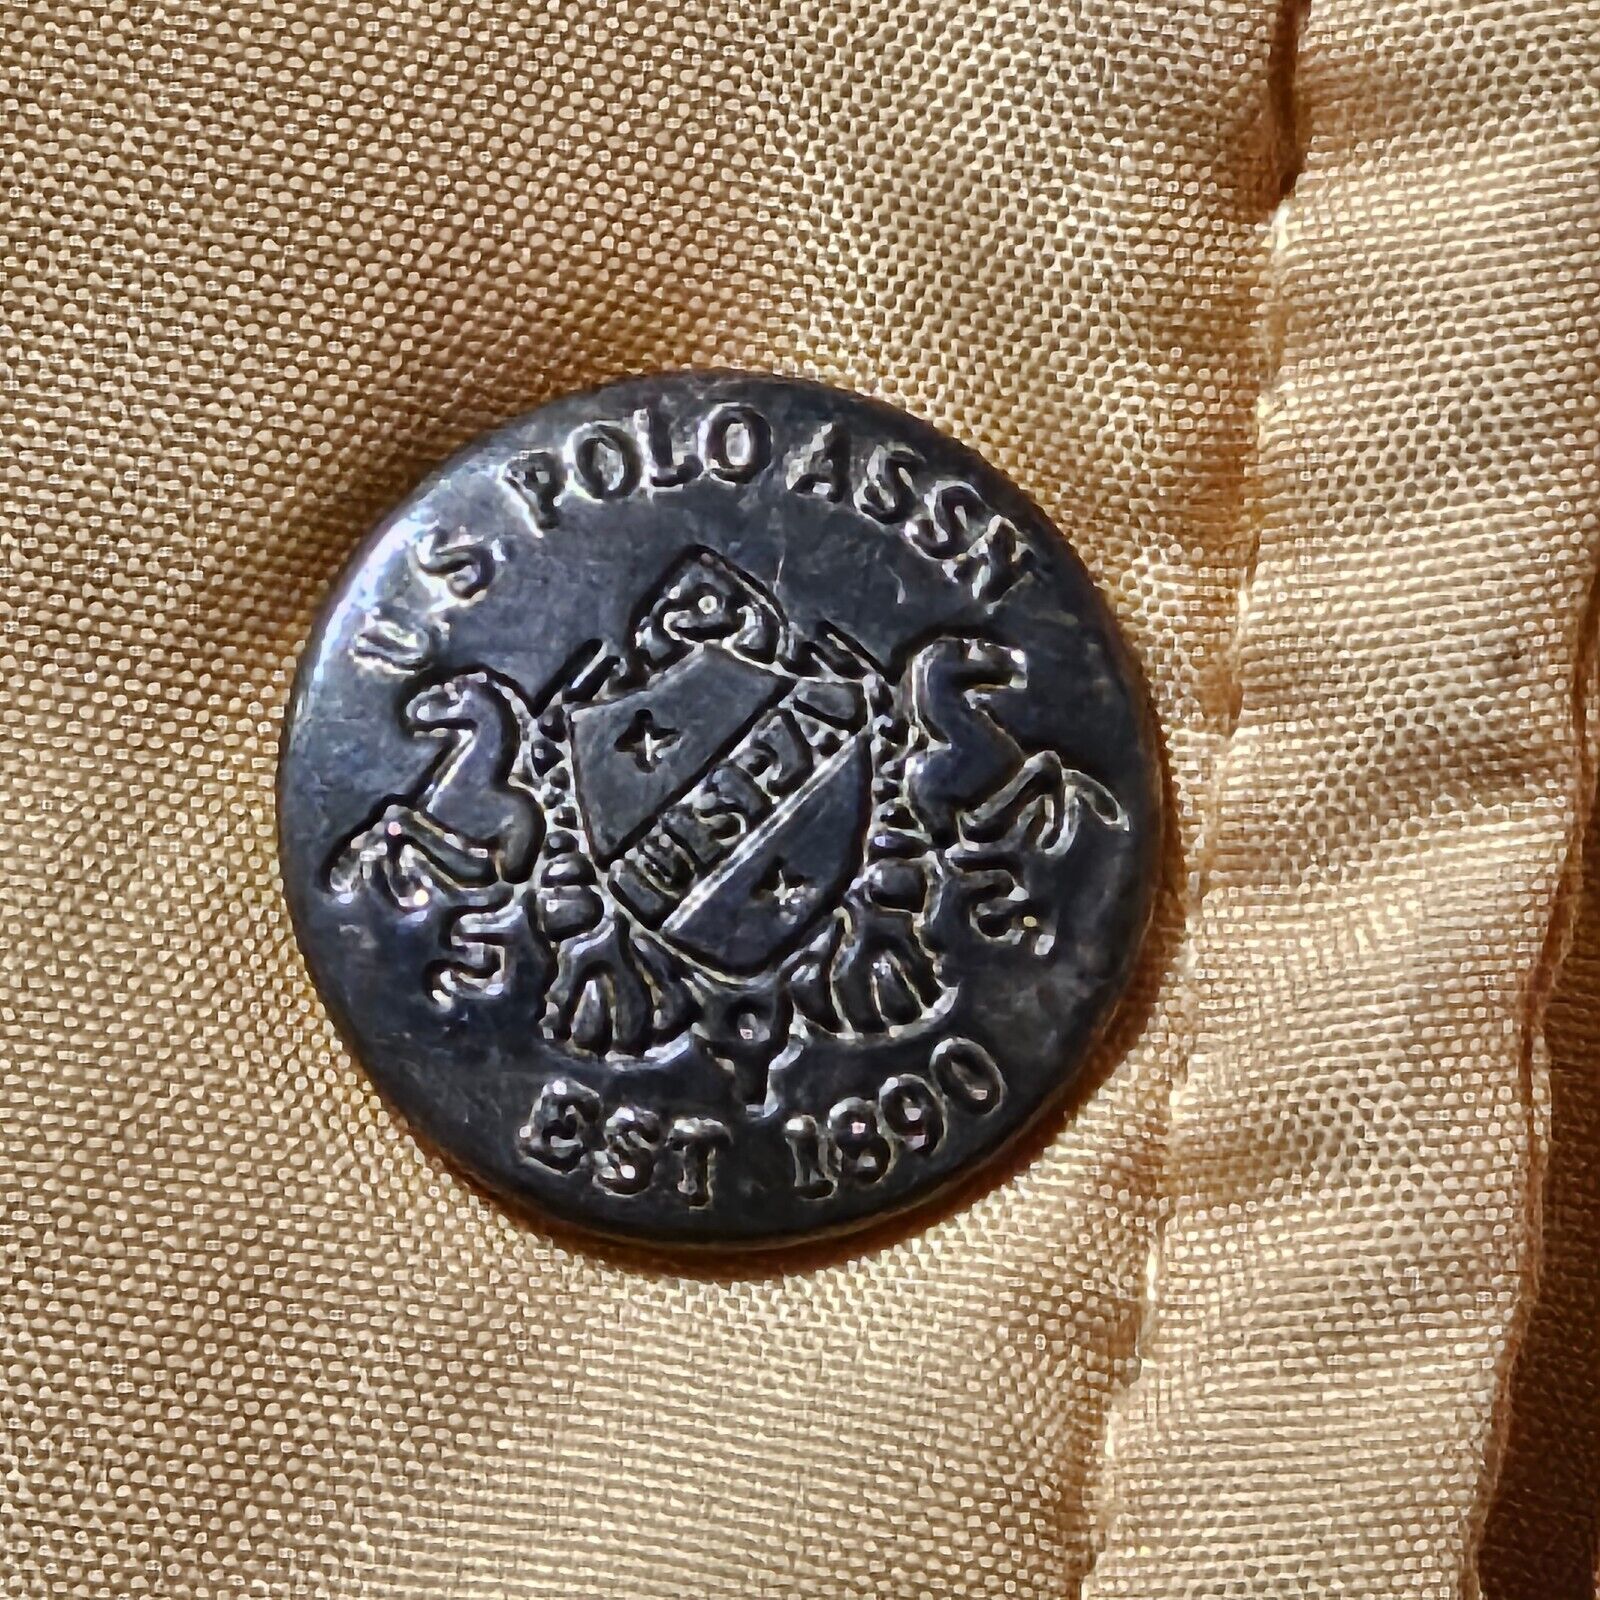 U.S. POLO ASSN
USPA
EST 1890